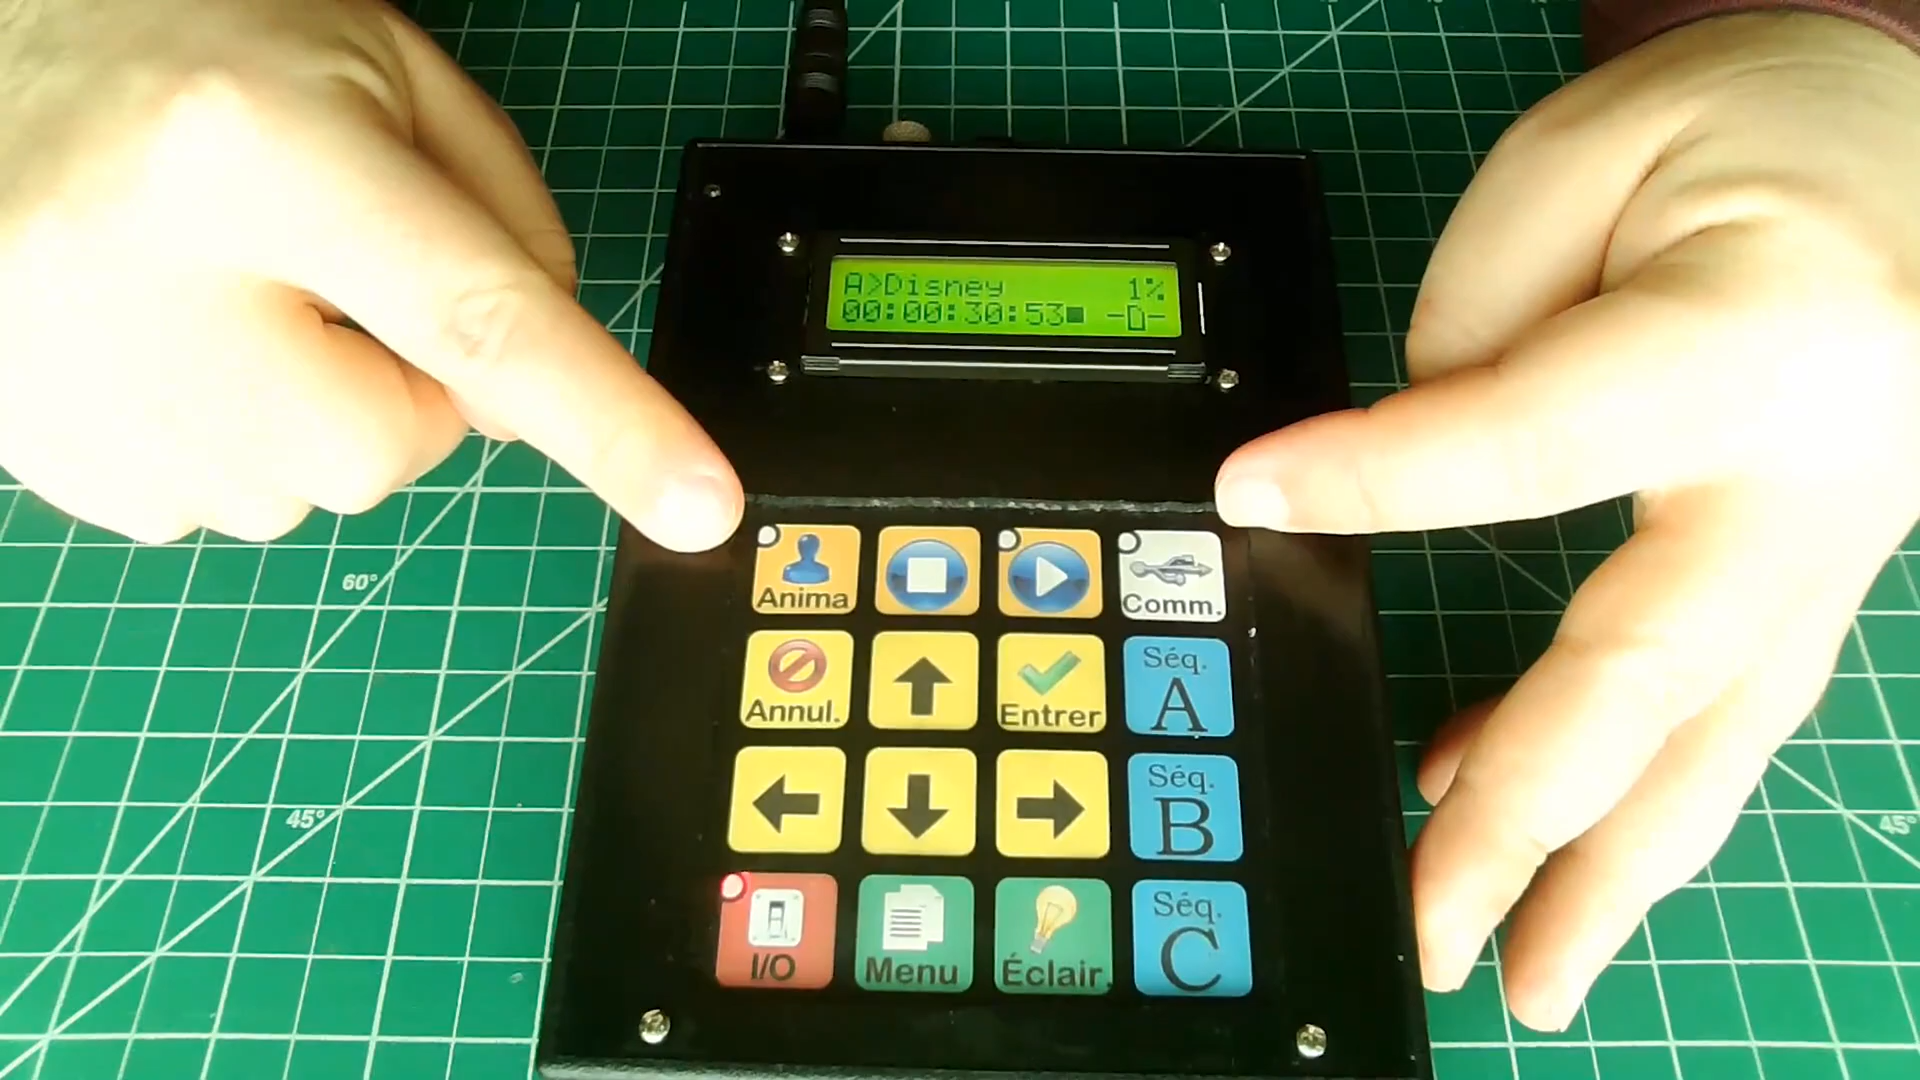 A>Disney 1%
00:00:30:53■ -D-
Anima
Comm.
Annul.
Entrer
Séq.
A
Séq.
B
I/O
Menu
Éclair.
Séq.
C
60°
45°
45°